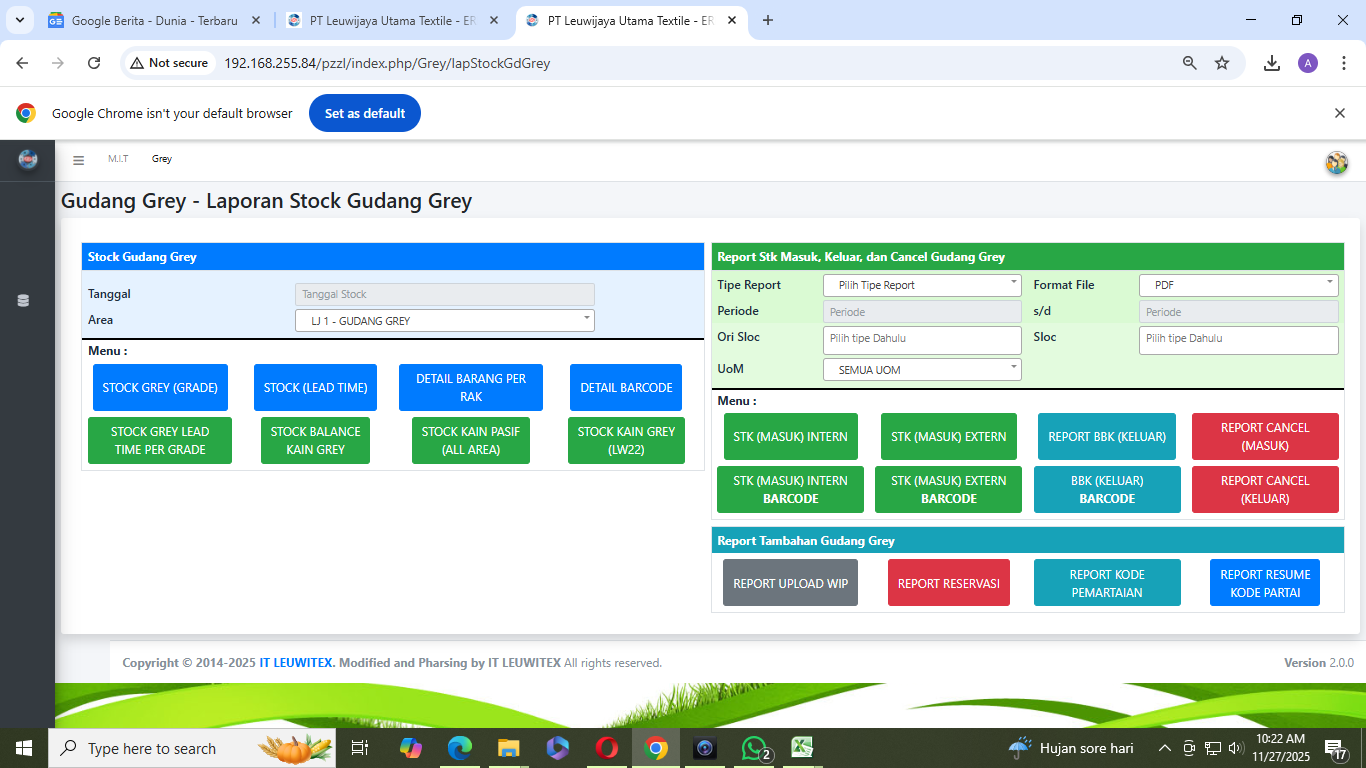 Google Berita - Dunia - Terbaru
PT Leuwijaya Utama Textile - ER
PT Leuwijaya Utama Textile - ER
Not secure
192.168.255.84/pzzl/index.php/Grey/lapStockGdGrey
A
Google Chrome isn't your default browser
Set as default
M.I.T
Grey
Gudang Grey - Laporan Stock Gudang Grey
Stock Gudang Grey
Tanggal
Tanggal Stock
Area
LJ 1 - GUDANG GREY
Menu :
STOCK GREY (GRADE)
STOCK (LEAD TIME)
DETAIL BARANG PER
RAK
DETAIL BARCODE
STOCK GREY LEAD
TIME PER GRADE
STOCK BALANCE
KAIN GREY
STOCK KAIN PASIF
(ALL AREA)
STOCK KAIN GREY
(LW22)
Report Stk Masuk, Keluar, dan Cancel Gudang Grey
Tipe Report
Pilih Tipe Report
Format File
PDF
Periode
Periode
s/d
Periode
Ori Sloc
Pilih tipe Dahulu
Sloc
Pilih tipe Dahulu
UoM
SEMUA UOM
Menu :
STK (MASUK) INTERN
STK (MASUK) EXTERN
REPORT BBK (KELUAR)
REPORT CANCEL
(MASUK)
STK (MASUK) INTERN
BARCODE
STK (MASUK) EXTERN
BARCODE
BBK (KELUAR)
BARCODE
REPORT CANCEL
(KELUAR)
Report Tambahan Gudang Grey
REPORT UPLOAD WIP
REPORT RESERVASI
REPORT KODE
PEMARTAIAN
REPORT RESUME
KODE PARTAI
Copyright © 2014-2025 IT LEUWITEX. Modified and Pharsing by IT LEUWITEX All rights reserved.
Version 2.0.0
Type here to search
2
Hujan sore hari
10:22 AM
11/27/2025
17